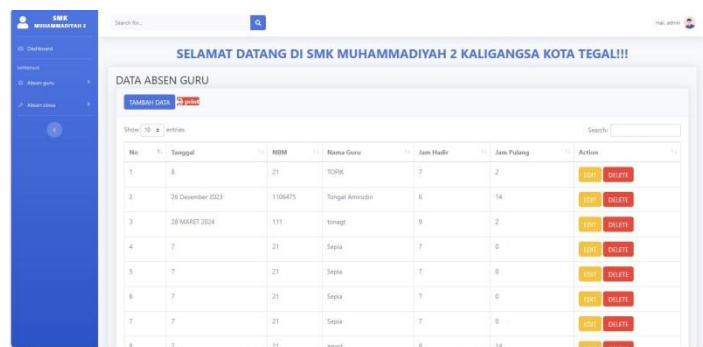 SMK
MUHAMMADIYAH 2
Search for...
Hai, admin
Dashboard
SELAMAT DATANG DI SMK MUHAMMADIYAH 2 KALIGANGSA KOTA TEGAL!!!
INTERFACE
Absen guru
Absen siswa
DATA ABSEN GURU
TAMBAH DATA print
Show 10 entries Search:
No Tanggal NBM Nama Guru Jam Hadir Jam Pulang Action
1 8 21 TOPIK 7 2 EDIT DELETE
2 26 Desember 2023 1106475 Tongat Amirudin 6 14 EDIT DELETE
3 28 MARET 2024 111 tonagt 9 2 EDIT DELETE
4 7 21 Sepia 7 0 EDIT DELETE
5 7 21 Sepia 7 0 EDIT DELETE
6 7 21 Sepia 7 0 EDIT DELETE
7 7 21 Sepia 7 0 EDIT DELETE